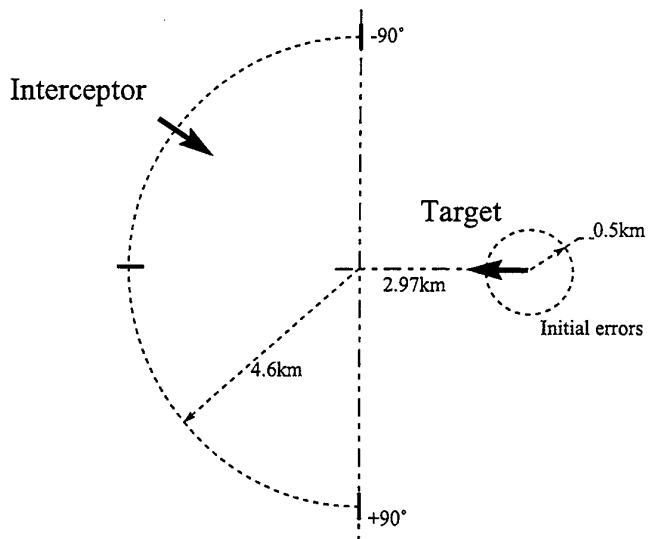 -90°
Interceptor
Target
0.5km
2.97km
Initial errors
4.6km
+90°